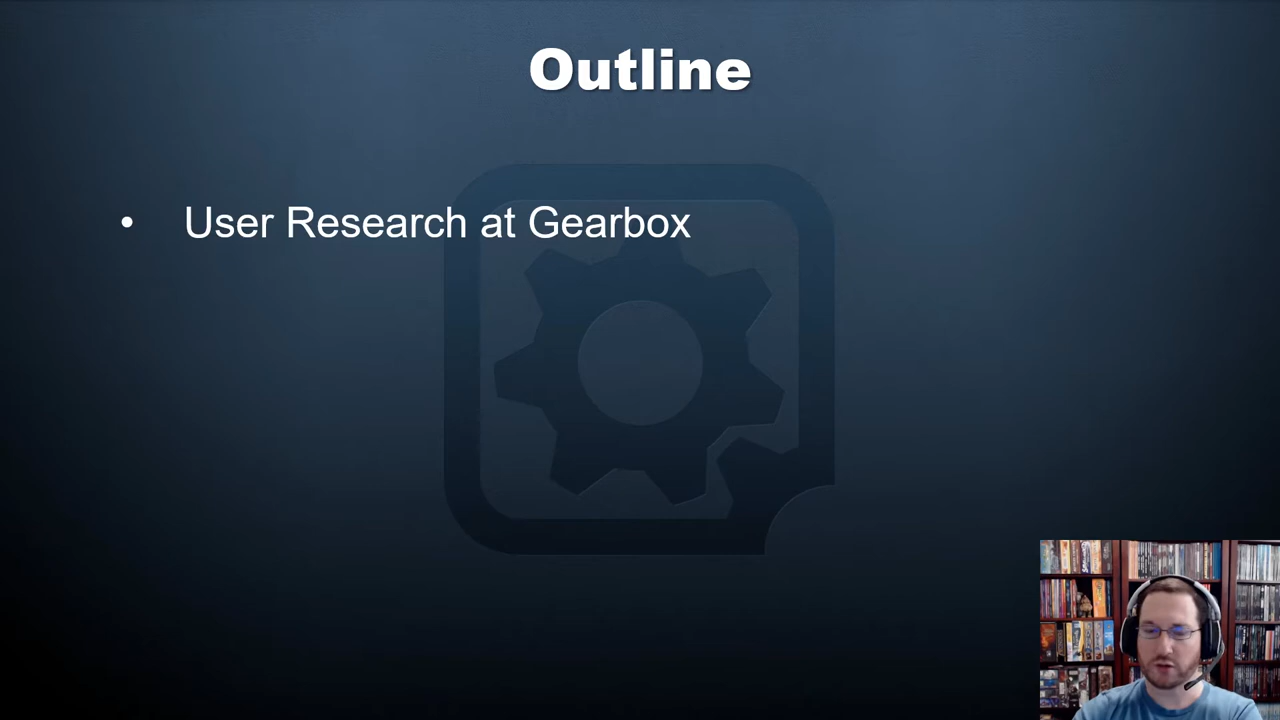 Outline
• User Research at Gearbox